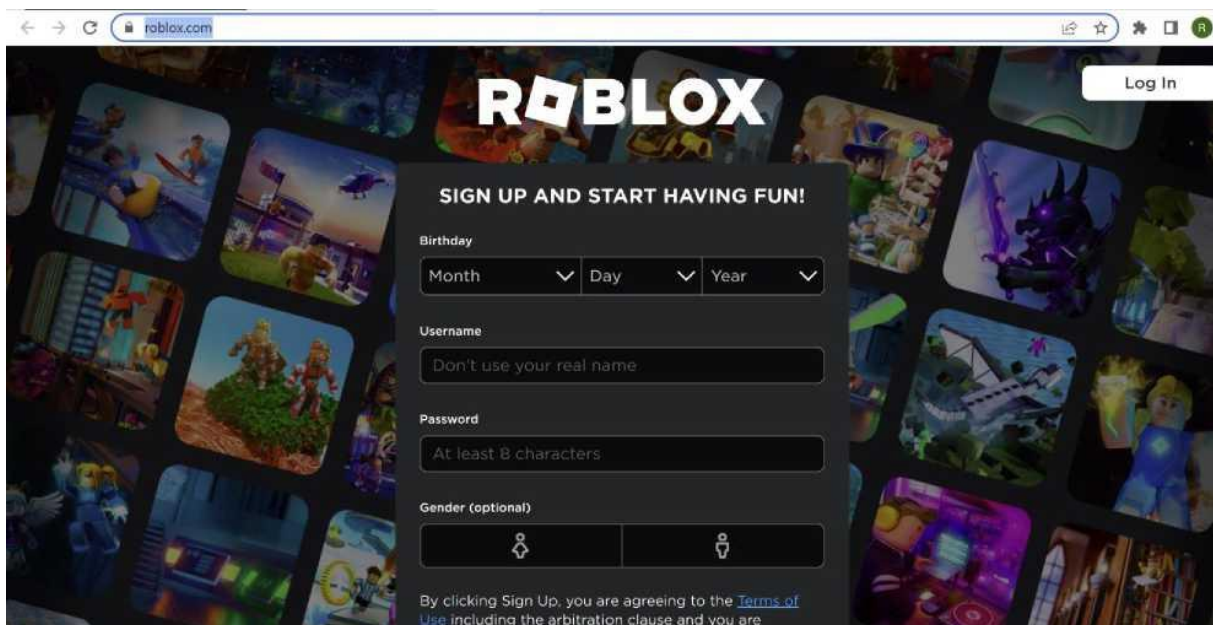 roblox.com
R
ROBLOX
Log In
SIGN UP AND START HAVING FUN!
Birthday
Month Day Year
Username
Don't use your real name
Password
At least 8 characters
Gender (optional)
By clicking Sign Up, you are agreeing to the Terms of
Use including the arbitration clause and you are